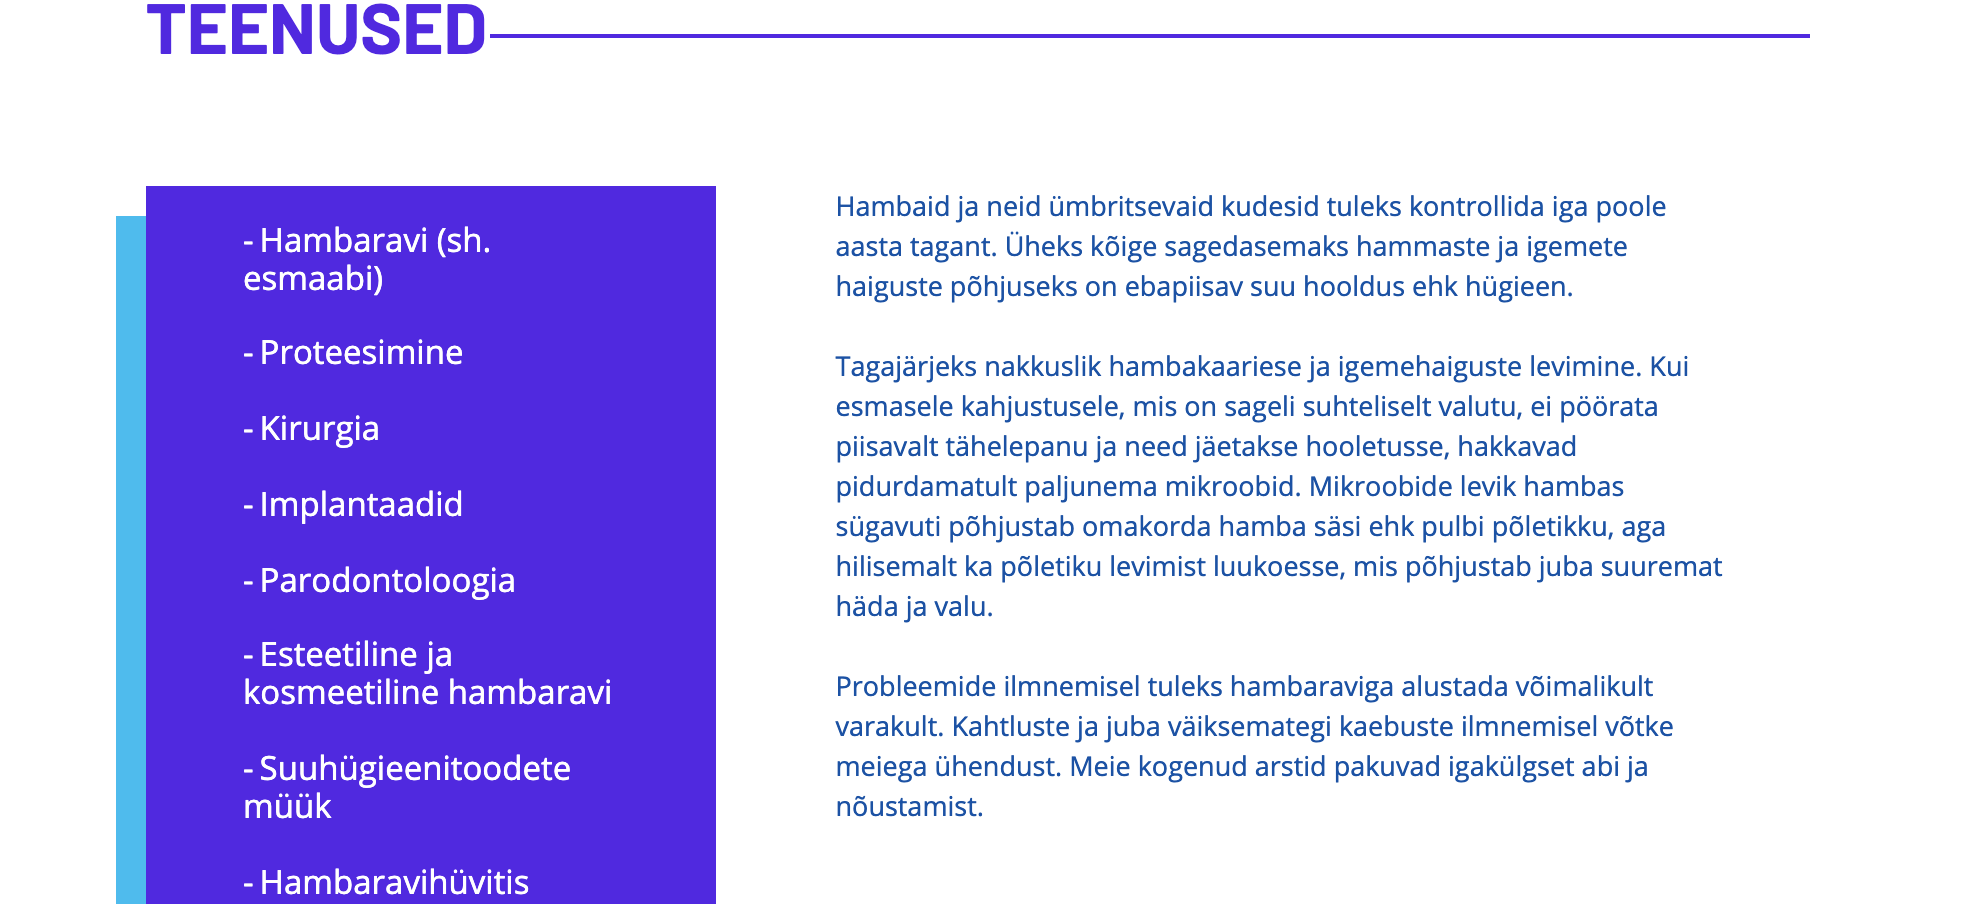 TEENUSED
- Hambaravi (sh.
esmaabi)
- Proteesimine
- Kirurgia
- Implantaadid
- Parodontoloogia
- Esteetiline ja
kosmeetiline hambaravi
- Suuhügieenitoodete
müük
- Hambaravihüvitis
Hambaid ja neid ümbritsevaid kudesid tuleks kontrollida iga poole
aasta tagant. Üheks kõige sagedasemaks hammaste ja igemete
haiguste põhjuseks on ebapiisav suu hooldus ehk hügieen.
Tagajärjeks nakkuslik hambakaariese ja igemehaiguste levimine. Kui
esmasele kahjustusele, mis on sageli suhteliselt valutu, ei pöörata
piisavalt tähelepanu ja need jäetakse hooletusse, hakkavad
pidurdamatult paljunema mikroobid. Mikroobide levik hambas
sügavuti põhjustab omakorda hamba säsi ehk pulbi põletikku, aga
hilisemalt ka põletiku levimist luukoesse, mis põhjustab juba suuremat
häda ja valu.
Probleemide ilmnemisel tuleks hambaraviga alustada võimalikult
varakult. Kahtluste ja juba väiksemategi kaebuste ilmnemisel võtke
meiega ühendust. Meie kogenud arstid pakuvad igakülgset abi ja
nõustamist.